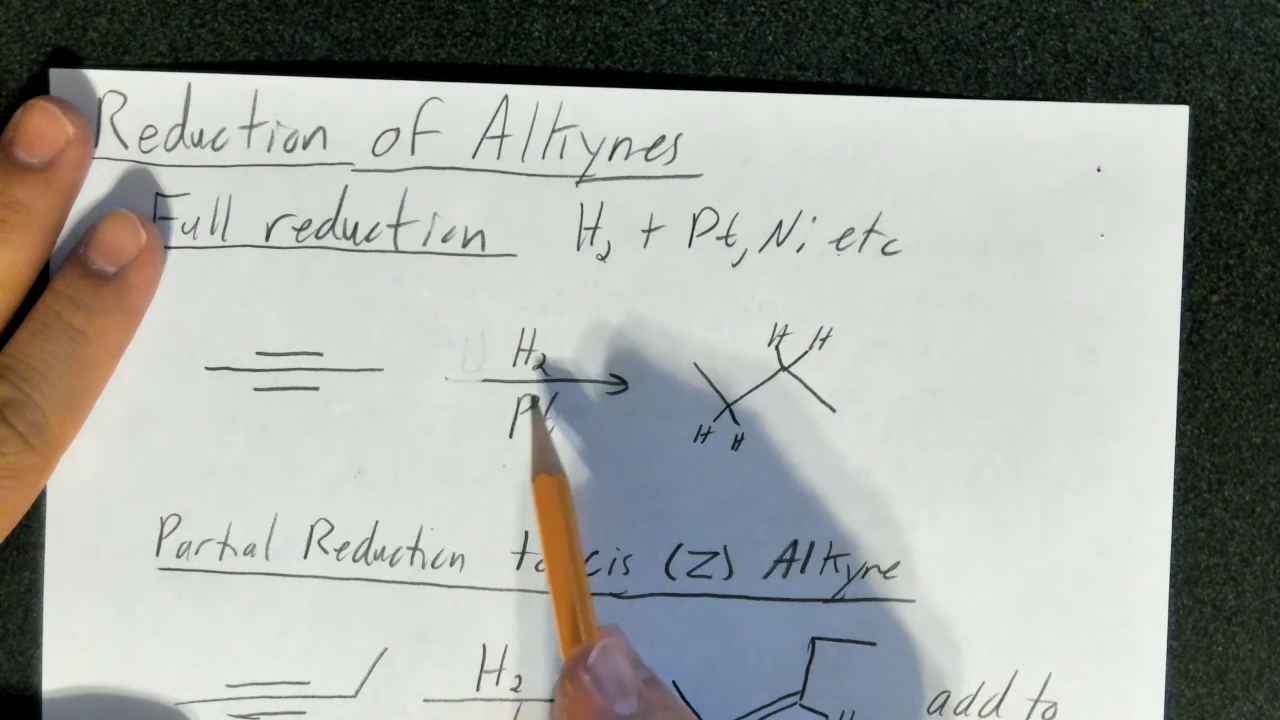 Reduction of Alkynes
Full reduction H₂ + Pt, Ni etc
H₂
Pt
H H
H H
Partial Reduction to cis (Z) Alkyne
H₂
add to